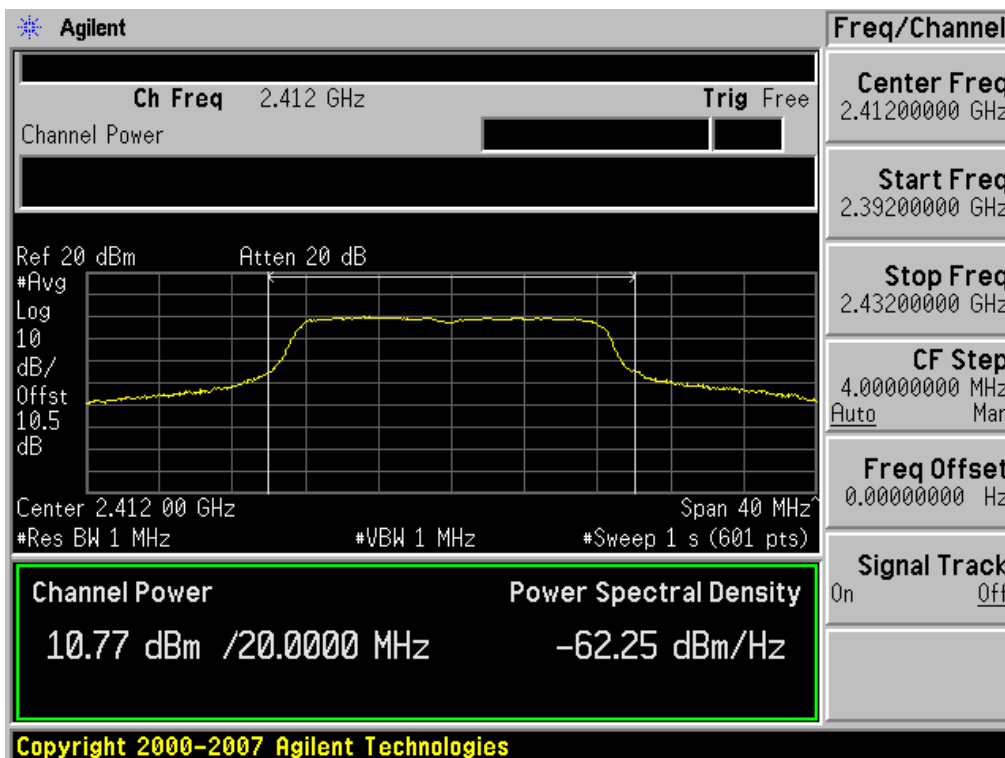 Agilent
Freq/Channel
Ch Freq 2.412 GHz Trig Free
Channel Power
Center Freq
2.41200000 GHz
Start Freq
2.39200000 GHz
Stop Freq
2.43200000 GHz
CF Step
4.00000000 MHz
Auto Man
Freq Offset
0.00000000 Hz
Signal Track
On Off
Ref 20 dBm Atten 20 dB
#Avg
Log
10
dB/
Offst
10.5
dB
Center 2.412 00 GHz Span 40 MHz^
#Res BW 1 MHz #VBW 1 MHz #Sweep 1 s (601 pts)
Channel Power Power Spectral Density
10.77 dBm /20.0000 MHz -62.25 dBm/Hz
Copyright 2000-2007 Agilent Technologies